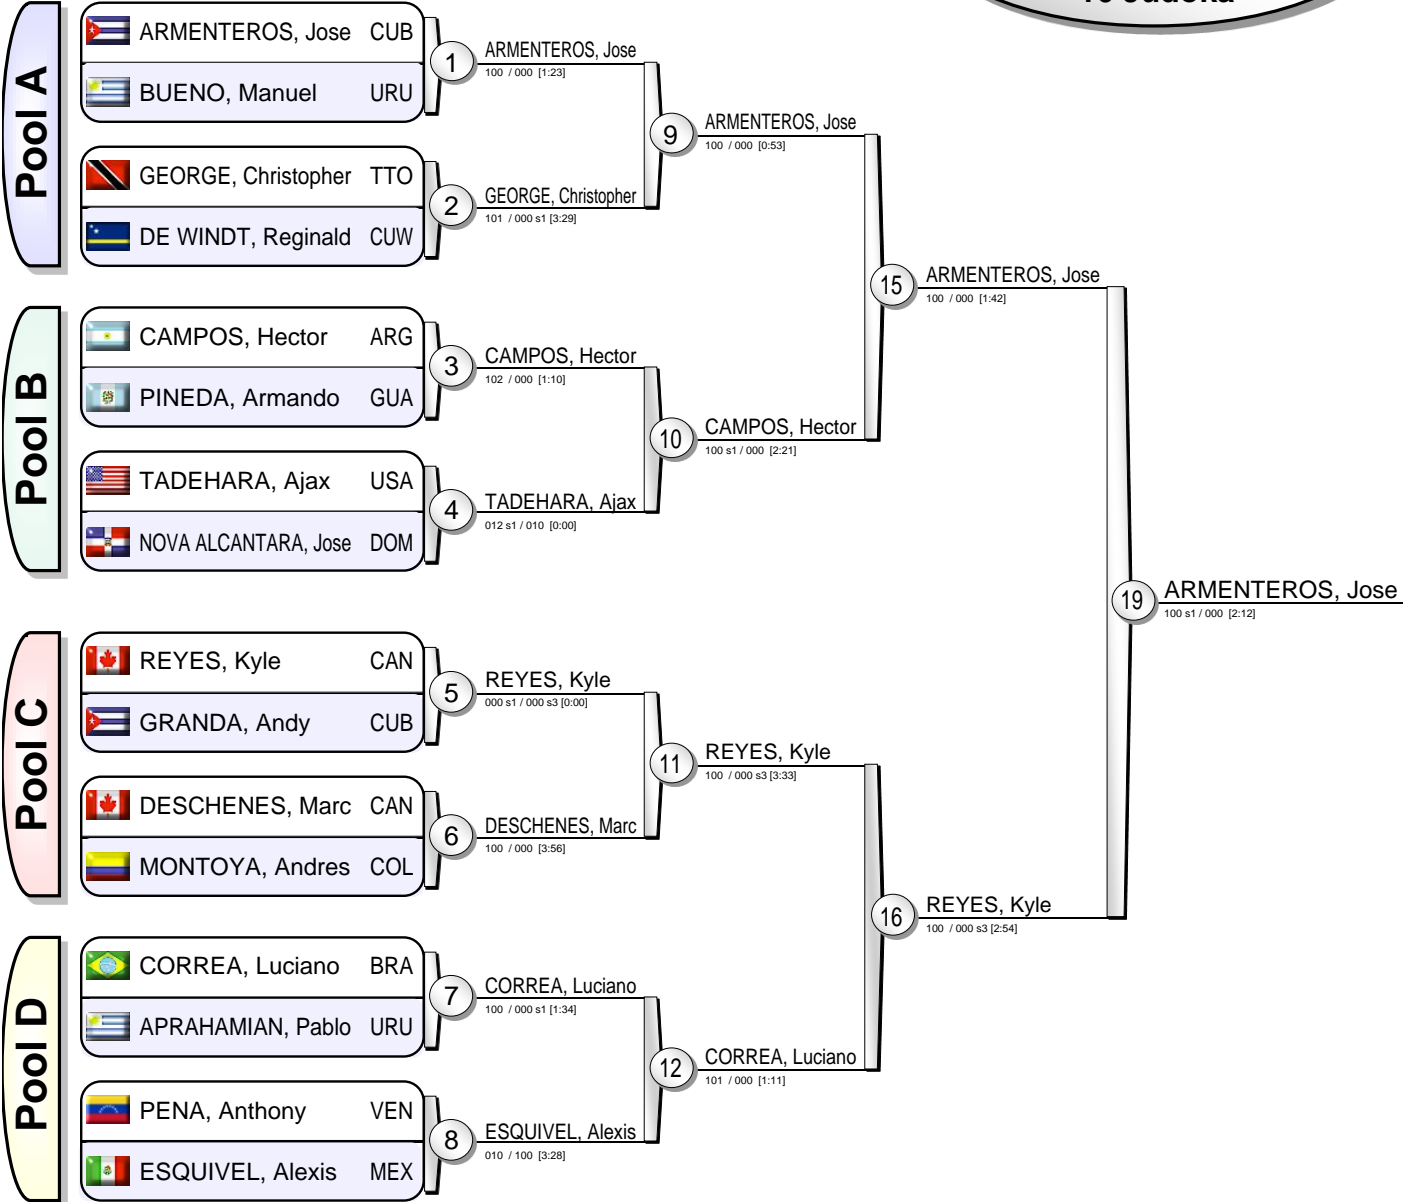 Pool A
ARMENTEROS, Jose CUB
BUENO, Manuel URU
GEORGE, Christopher TTO
DE WINDT, Reginald CUW
Pool B
CAMPOS, Hector ARG
PINEDA, Armando GUA
TADEHARA, Ajax USA
NOVA ALCANTARA, Jose DOM
Pool C
REYES, Kyle CAN
GRANDA, Andy CUB
DESCHENES, Marc CAN
MONTOYA, Andres COL
Pool D
CORREA, Luciano BRA
APRAHAMIAN, Pablo URU
PENA, Anthony VEN
ESQUIVEL, Alexis MEX
1
ARMENTEROS, Jose
100 / 000 [1:23]
2
GEORGE, Christopher
101 / 000 s1 [3:29]
3
CAMPOS, Hector
102 / 000 [1:10]
4
TADEHARA, Ajax
012 s1 / 010 [0:00]
5
REYES, Kyle
000 s1 / 000 s3 [0:00]
6
DESCHENES, Marc
100 / 000 [3:56]
7
CORREA, Luciano
100 / 000 s1 [1:34]
8
ESQUIVEL, Alexis
010 / 100 [3:28]
9
ARMENTEROS, Jose
100 / 000 [0:53]
10
CAMPOS, Hector
100 s1 / 000 [2:21]
11
REYES, Kyle
100 / 000 s3 [3:33]
12
CORREA, Luciano
101 / 000 [1:11]
15
ARMENTEROS, Jose
100 / 000 [1:42]
16
REYES, Kyle
100 / 000 s3 [2:54]
19
ARMENTEROS, Jose
100 s1 / 000 [2:12]